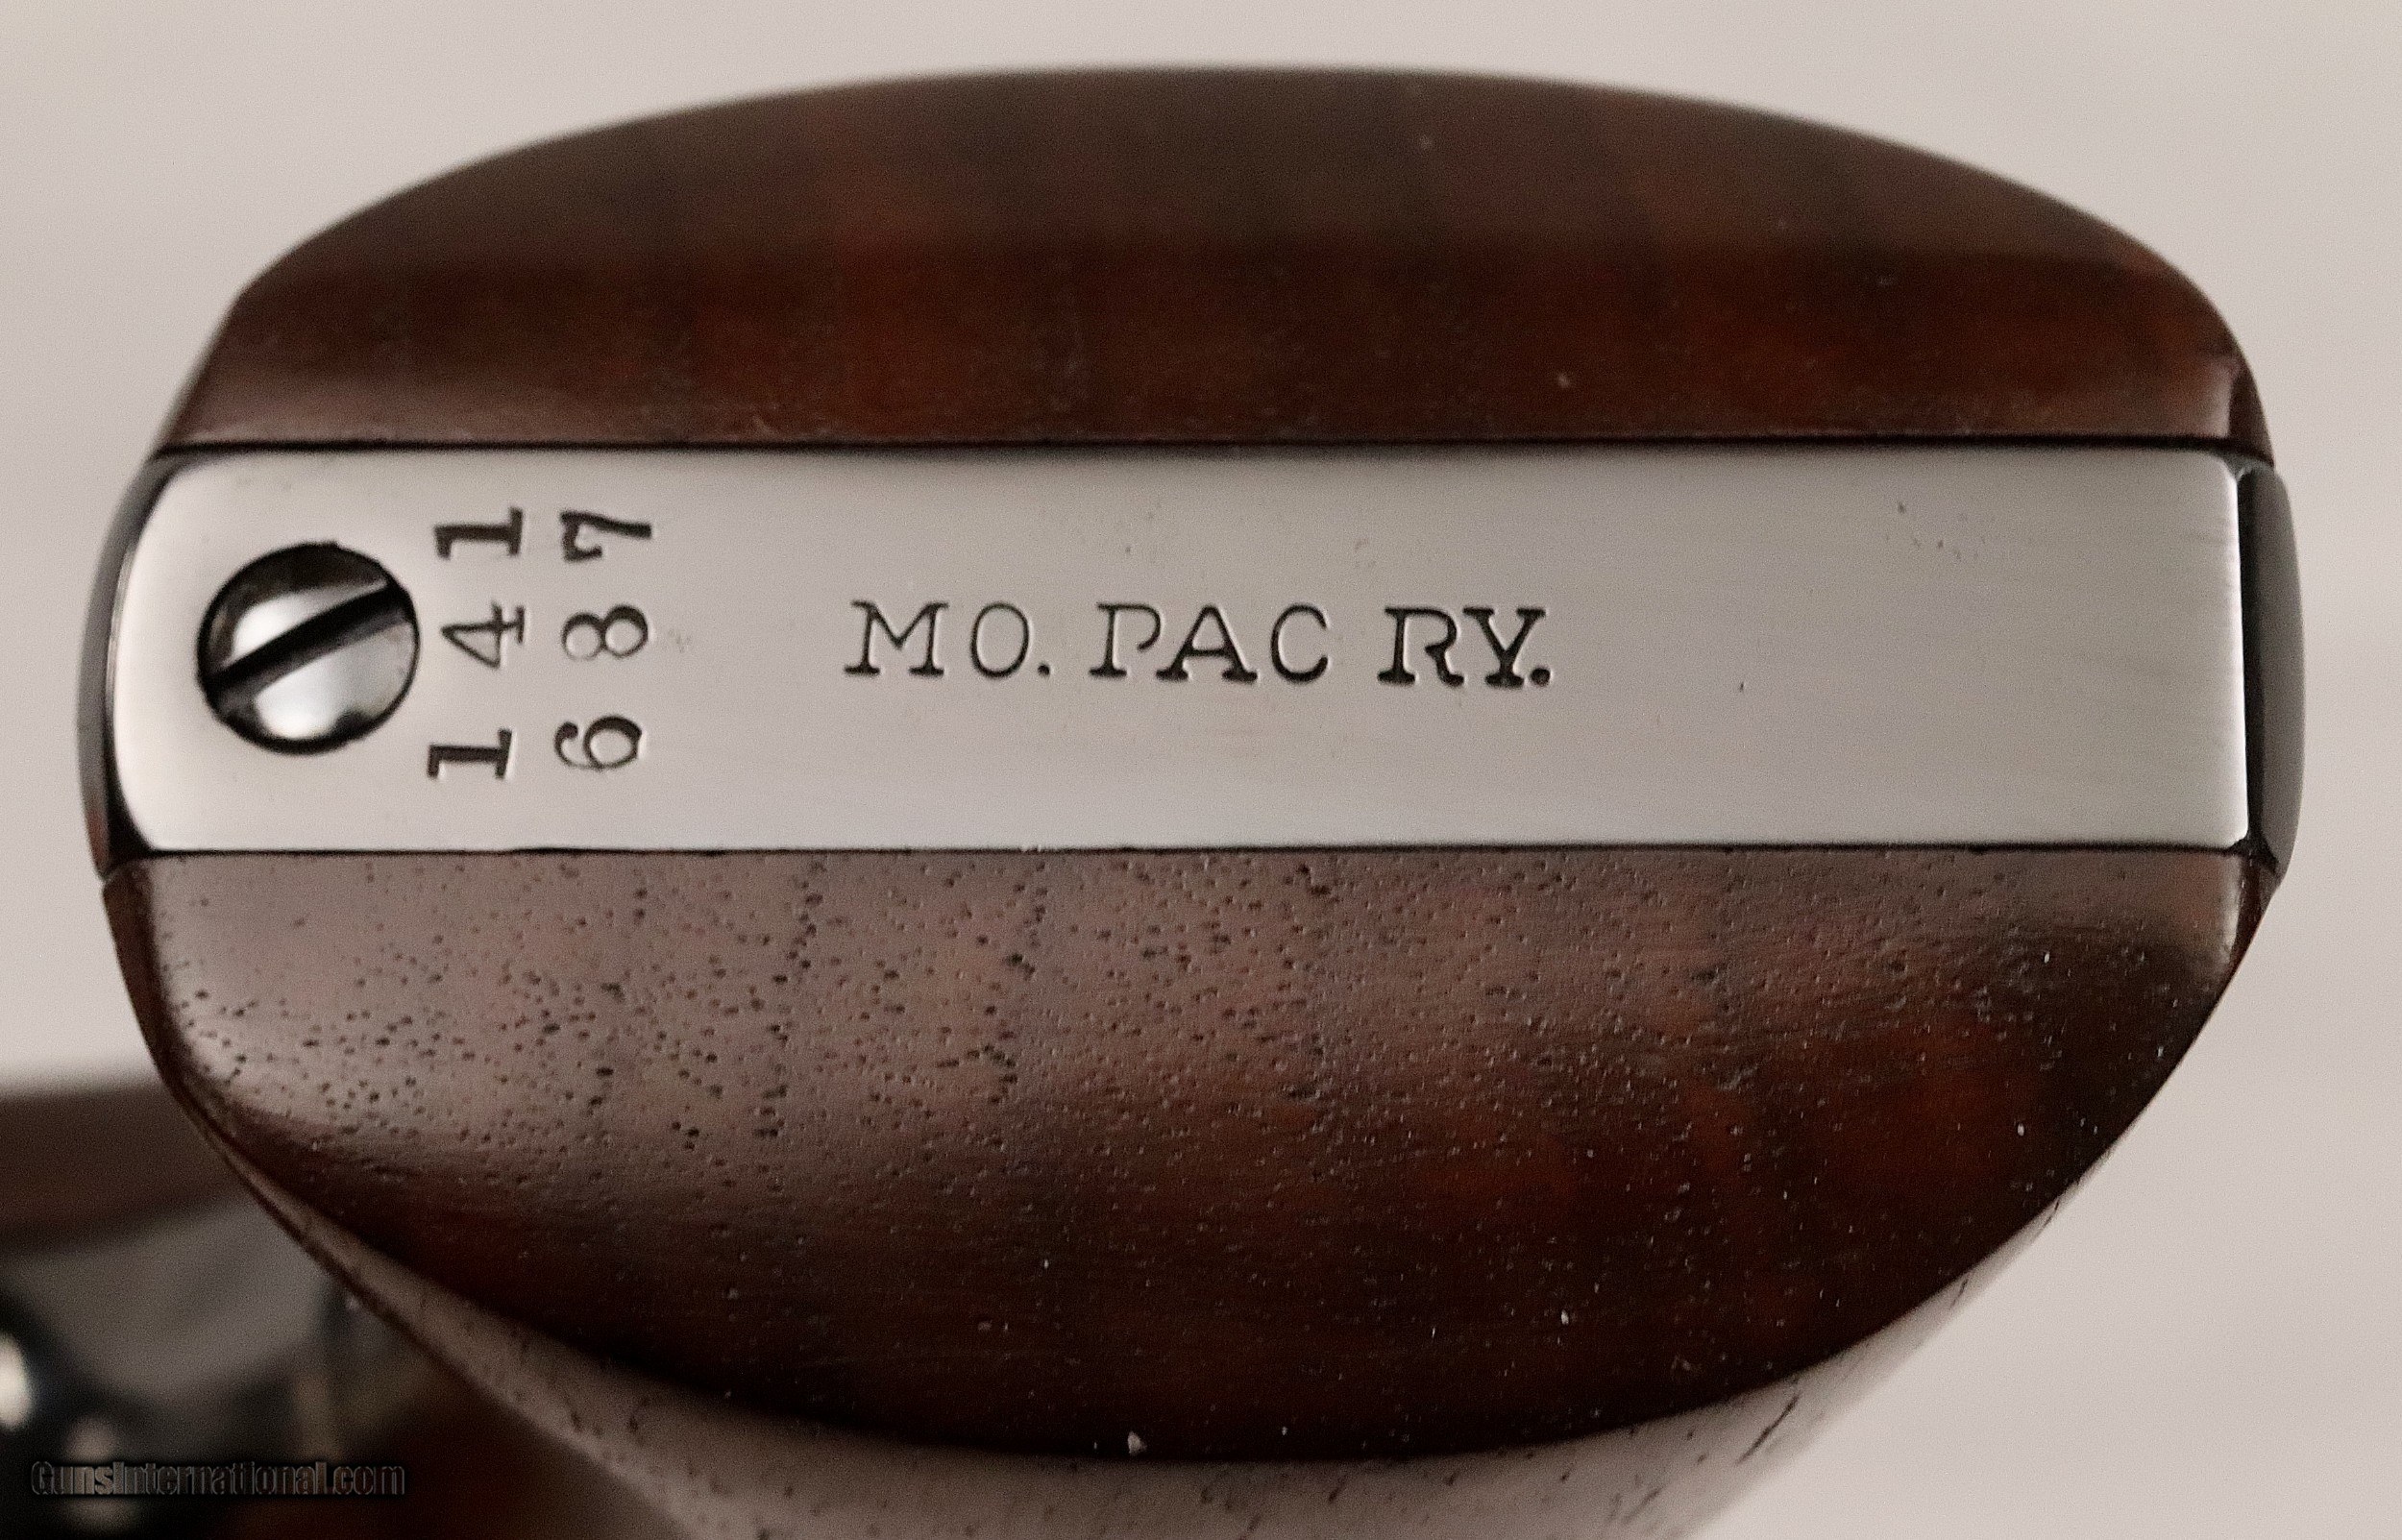 141
687
MO. PAC RY.
GunsInternational.com